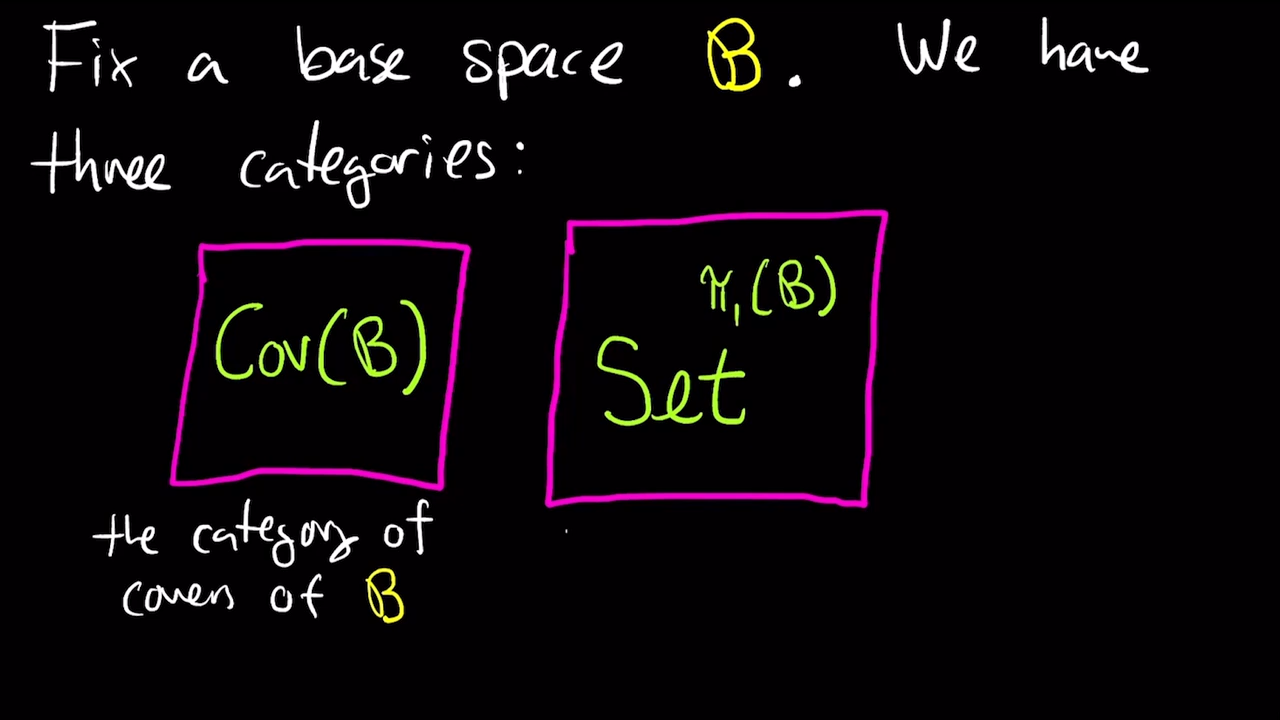 Fix a base space B. We have
three categories:
Cov(B)
Set^π₁(B)
the category of
covers of B